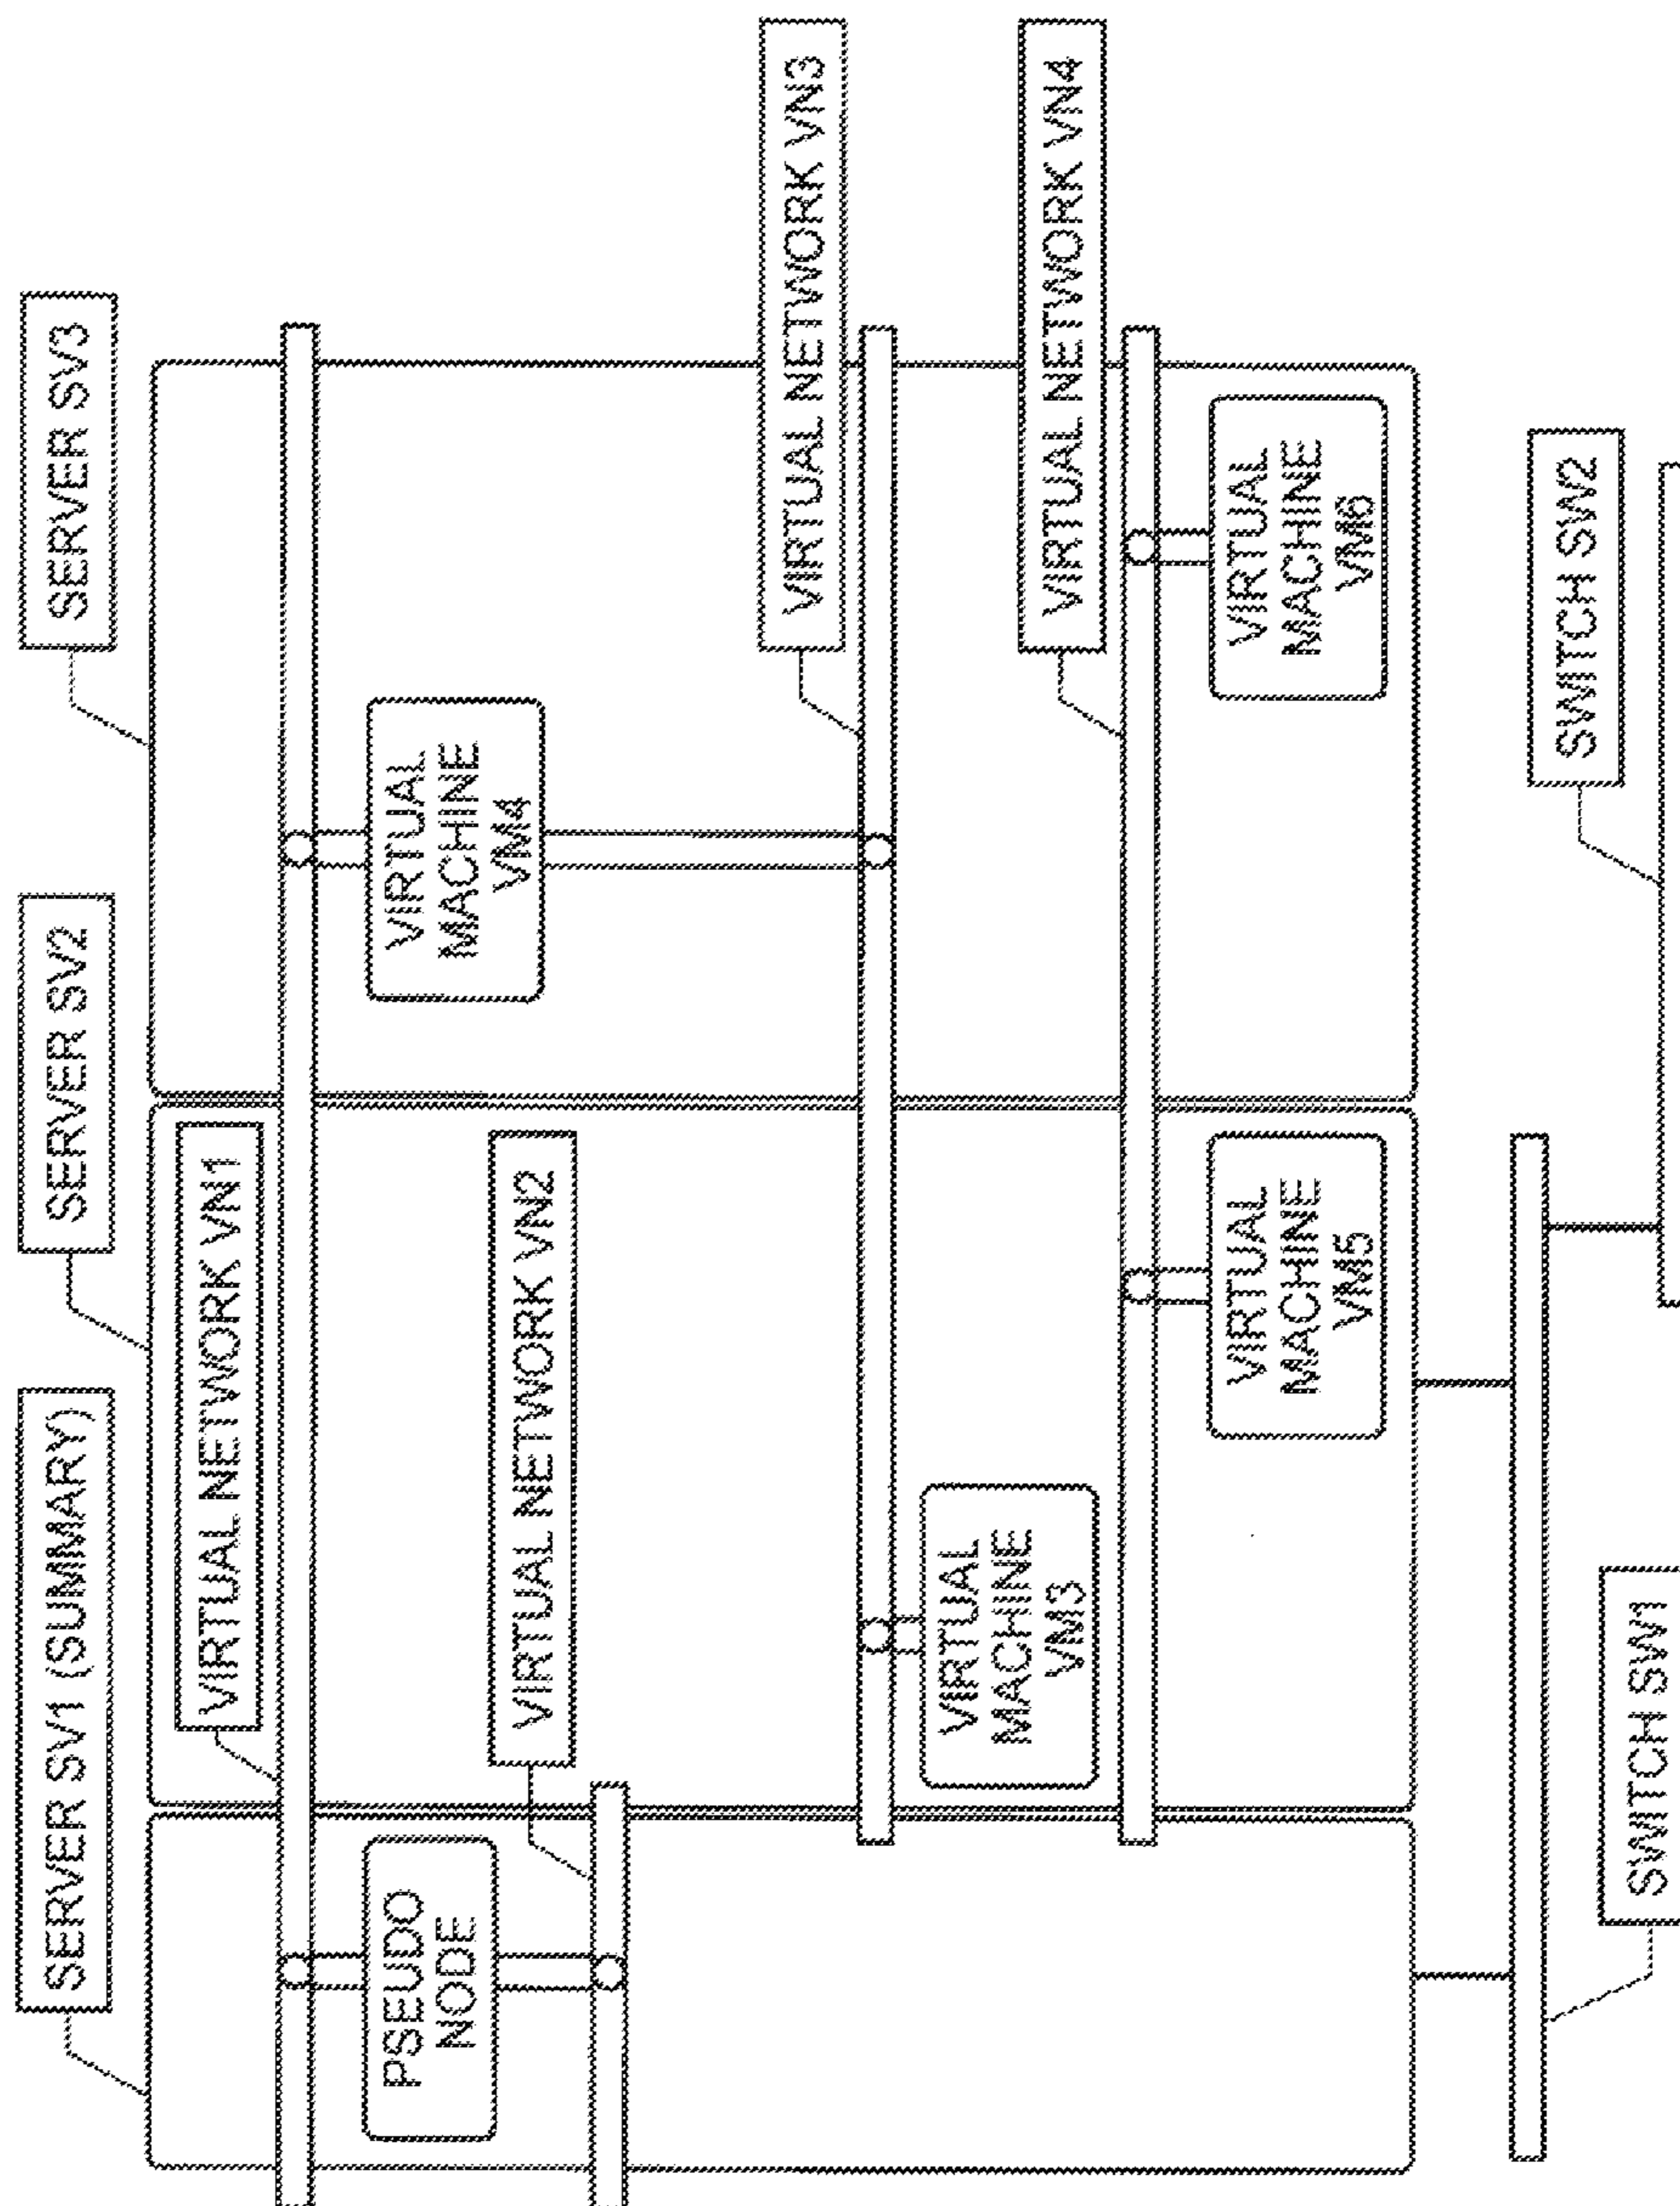 SERVER SV1 (SUMMARY)
SERVER SV2
SERVER SV3
VIRTUAL NETWORK VN1
PSEUDO
NODE
VIRTUAL
MACHINE
VM4
VIRTUAL NETWORK VN2
VIRTUAL NETWORK VN3
VIRTUAL
MACHINE
VM3
VIRTUAL NETWORK VN4
VIRTUAL
MACHINE
VM5
VIRTUAL
MACHINE
VM6
SWITCH SW2
SWITCH SW1